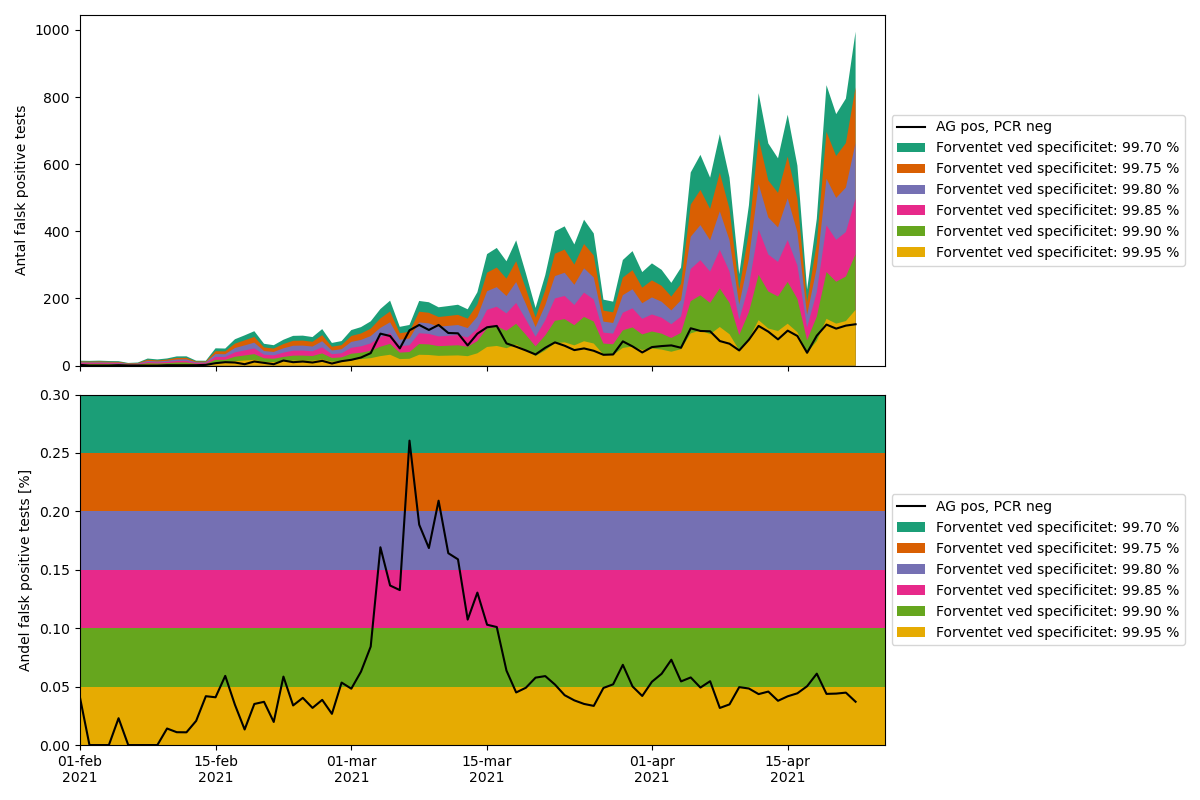 1000
800
600
400
200
0
Antal falsk positive tests
AG pos, PCR neg
Forventet ved specificitet: 99.70 %
Forventet ved specificitet: 99.75 %
Forventet ved specificitet: 99.80 %
Forventet ved specificitet: 99.85 %
Forventet ved specificitet: 99.90 %
Forventet ved specificitet: 99.95 %
0.30
0.25
0.20
0.15
0.10
0.05
0.00
Andel falsk positive tests [%]
01-feb
2021
15-feb
2021
01-mar
2021
15-mar
2021
01-apr
2021
15-apr
2021
AG pos, PCR neg
Forventet ved specificitet: 99.70 %
Forventet ved specificitet: 99.75 %
Forventet ved specificitet: 99.80 %
Forventet ved specificitet: 99.85 %
Forventet ved specificitet: 99.90 %
Forventet ved specificitet: 99.95 %